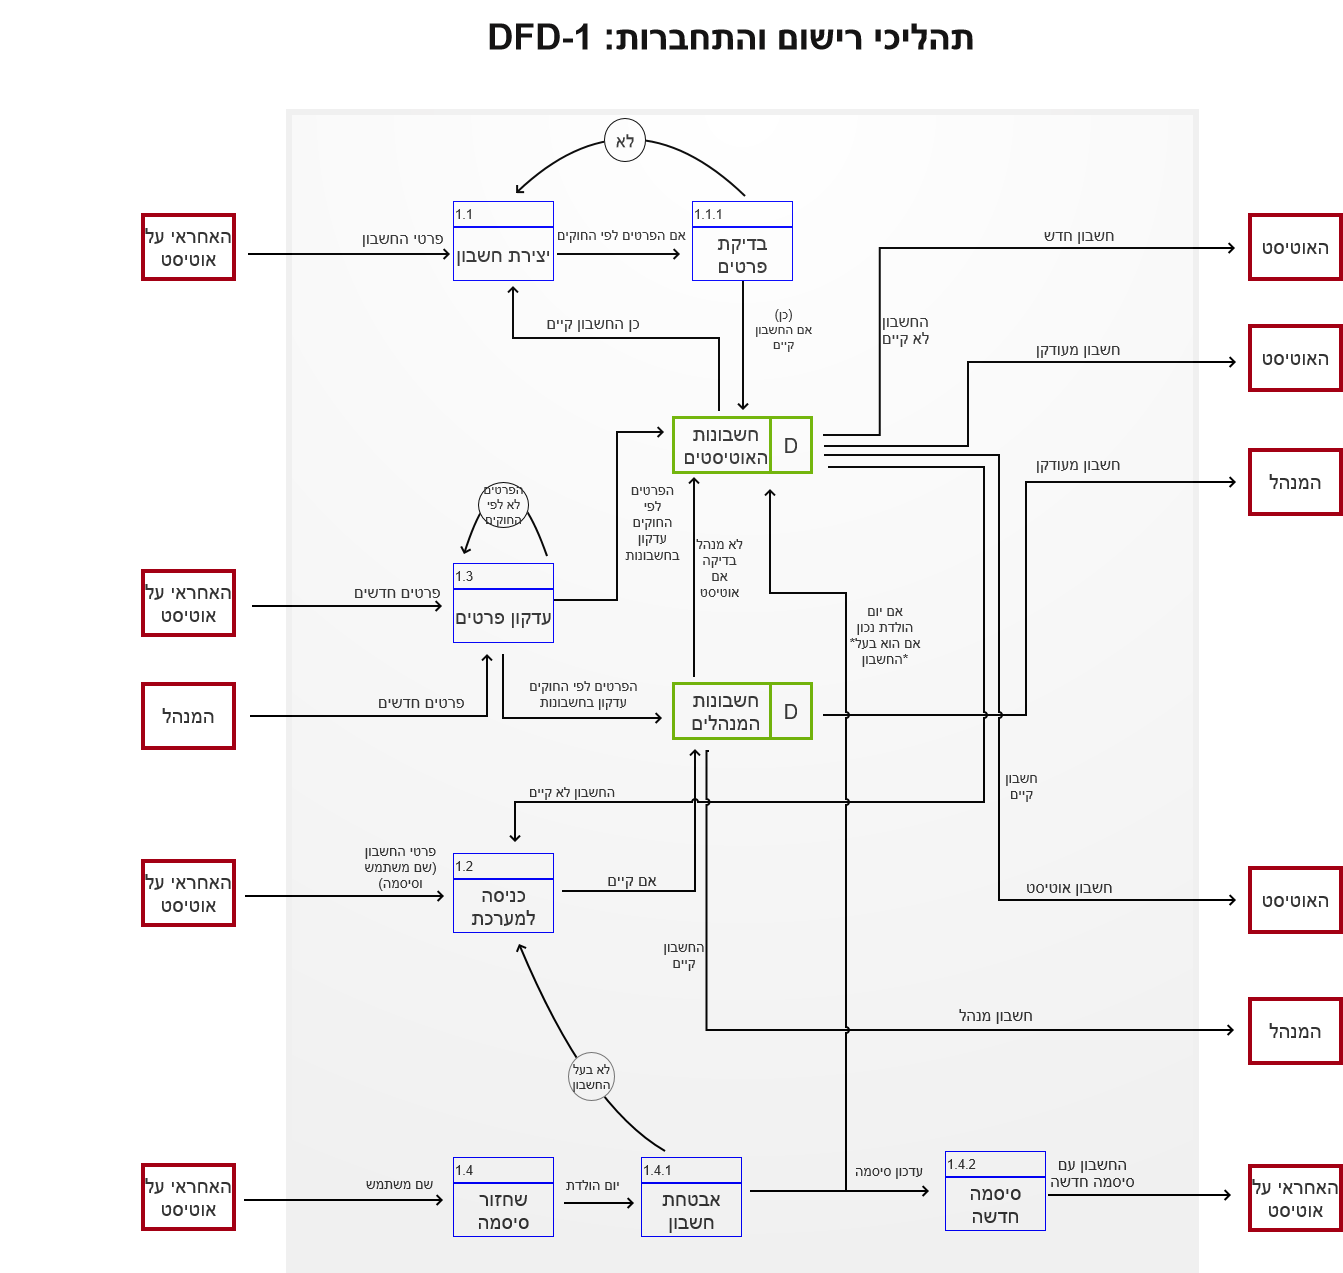 תהליכי רישום והתחברות: DFD-1
לא
האחראי על
אוטיסט
פרטי החשבון
1.1
יצירת חשבון
אם הפרטים לפי החוקים
1.1.1
בדיקת
פרטים
חשבון חדש
האוטיסט
כן החשבון קיים
(כן)
אם החשבון
קיים
החשבון
לא קיים
חשבון מעודקן
האוטיסט
חשבונות
האוטיסטים
D
חשבון מעודקן
המנהל
הפרטים
לא לפי
החוקים
הפרטים
לפי
החוקים
עדקון
בחשבונות
לא מנהל
בדיקה
אם
אוטיסט
האחראי על
אוטיסט
פרטים חדשים
1.3
עדקון פרטים
אם יום
הולדת נכון
אם הוא בעל*
*החשבון
המנהל
פרטים חדשים
הפרטים לפי החוקים
עדקון בחשבונות
חשבונות
המנהלים
D
החשבון לא קיים
חשבון
קיים
האחראי על
אוטיסט
פרטי החשבון
(שם משתמש
וסיסמה)
1.2
כניסה
למערכת
אם קיים
חשבון אוטיסט
האוטיסט
החשבון
קיים
חשבון מנהל
המנהל
לא בעל
החשבון
האחראי על
אוטיסט
שם משתמש
1.4
שחזור
סיסמה
יום הולדת
1.4.1
אבטחת
חשבון
עדכון סיסמה
1.4.2
סיסמה
חדשה
החשבון עם
סיסמה חדשה
האחראי על
אוטיסט